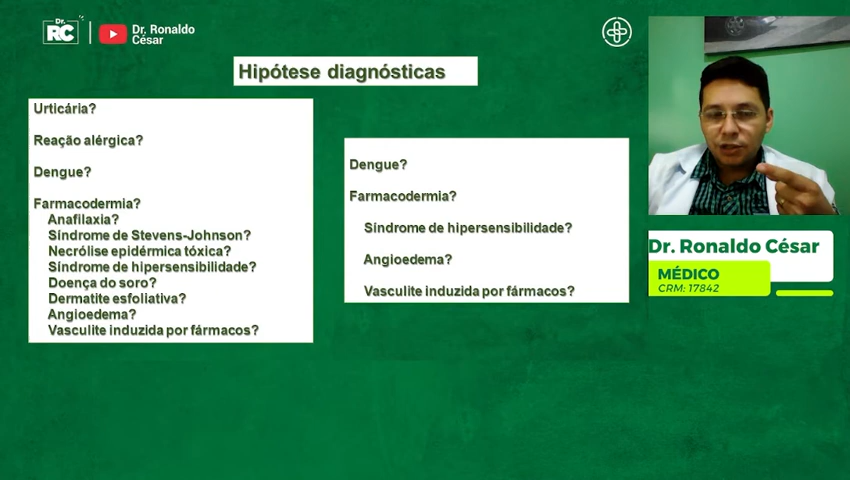 Dr.
RC
Dr. Ronaldo
César
Hipótese diagnósticas
Urticária?
Reação alérgica?
Dengue?
Farmacodermia?
Anafilaxia?
Síndrome de Stevens-Johnson?
Necrólise epidérmica tóxica?
Síndrome de hipersensibilidade?
Doença do soro?
Dermatite esfoliativa?
Angioedema?
Vasculite induzida por fármacos?
Dengue?
Farmacodermia?
Síndrome de hipersensibilidade?
Angioedema?
Vasculite induzida por fármacos?
Dr. Ronaldo César
MÉDICO
CRM: 17842